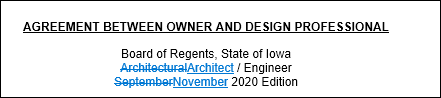 AGREEMENT BETWEEN OWNER AND DESIGN PROFESSIONAL
Board of Regents, State of Iowa
ArchitecturalArchitect / Engineer
SeptemberNovember 2020 Edition